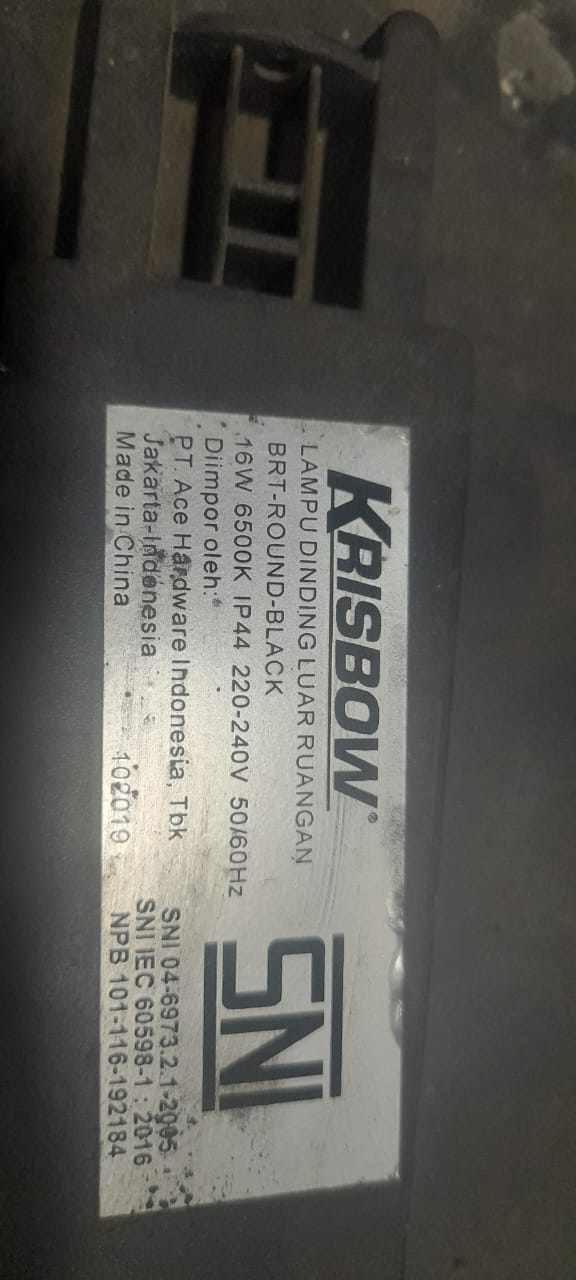 KRISBOW®
LAMPU DINDING LUAR RUANGAN
BRT-ROUND-BLACK
16W 6500K IP44 220-240V 50/60Hz
Diimpor oleh:
PT. Ace Hardware Indonesia, Tbk
Jakarta-Indonesia
Made in China 102019
SNI
SNI 04-6973.2.1-2005
SNI IEC 60598-1 : 2016
NPB 101-116-192184